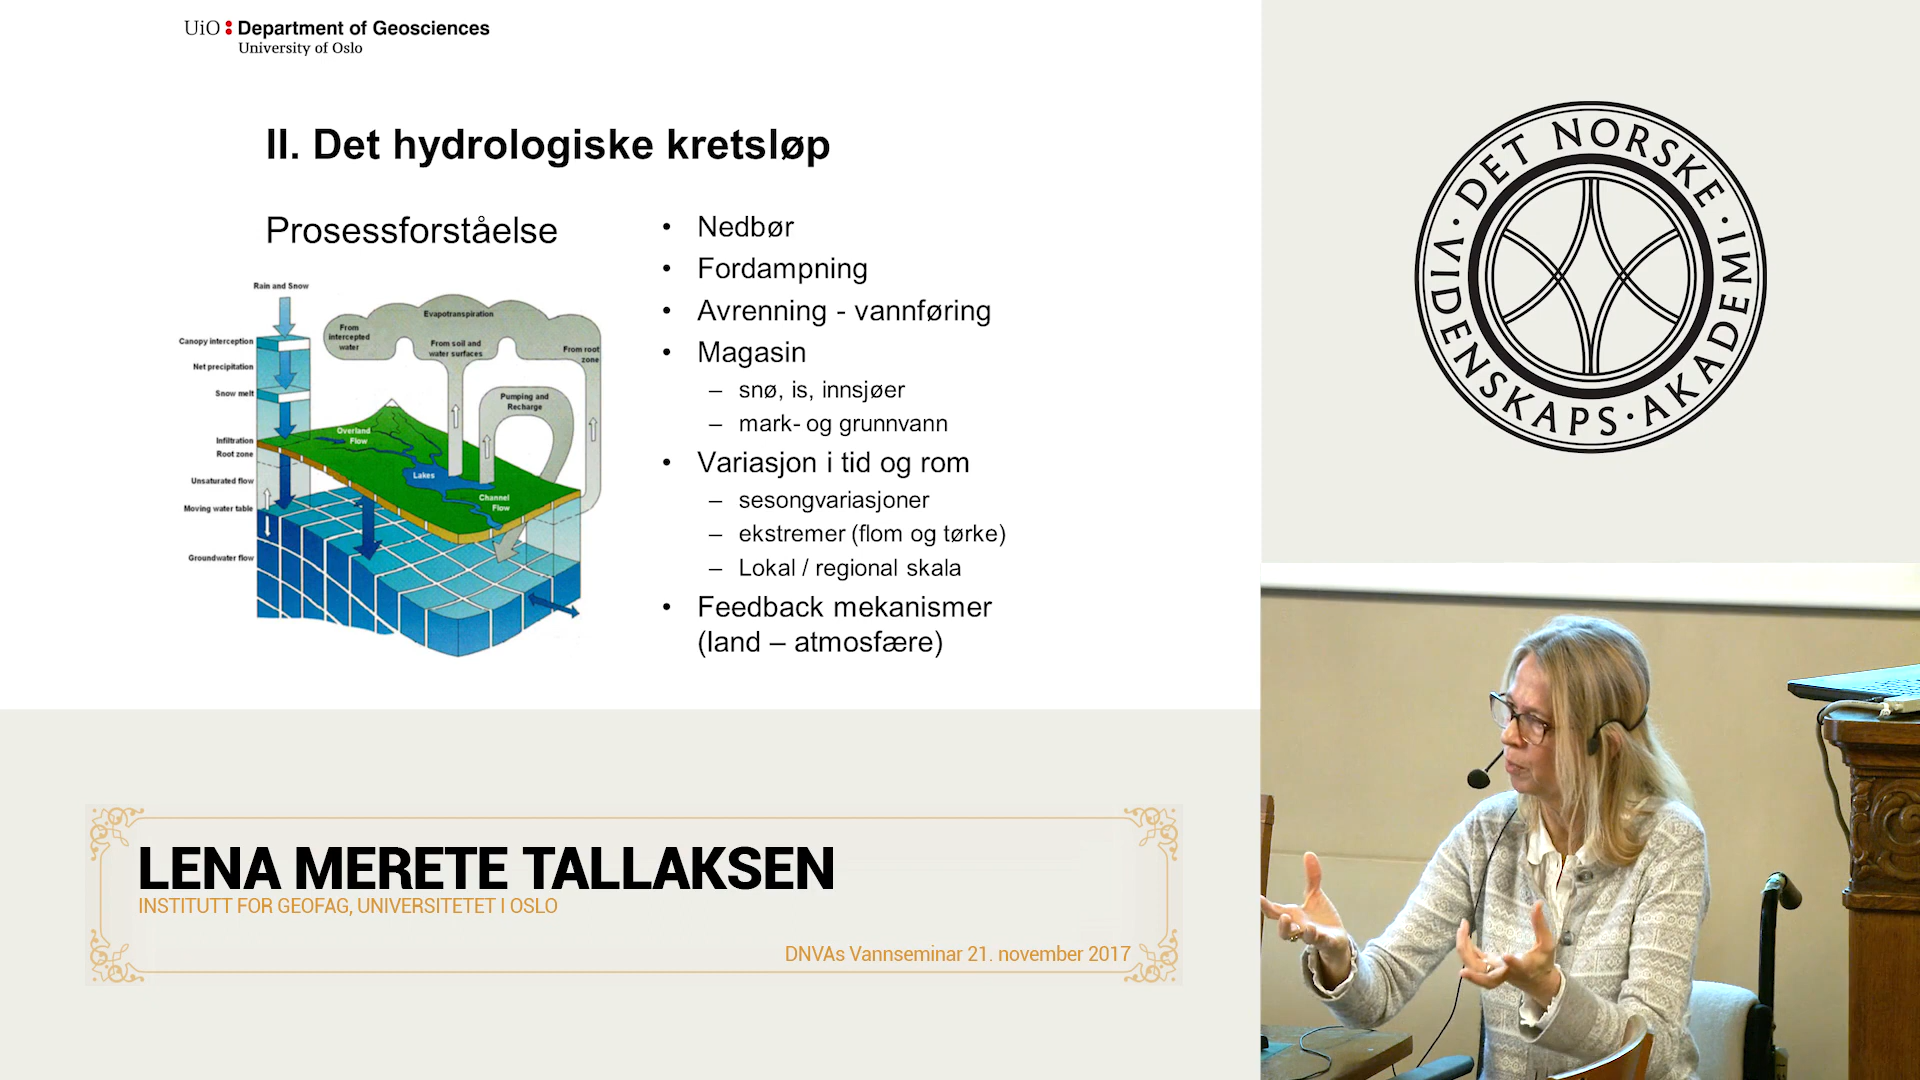 UiO Department of Geosciences
University of Oslo
II. Det hydrologiske kretsløp
Prosessforståelse
• Nedbør
• Fordampning
• Avrenning - vannføring
• Magasin
– snø, is, innsjøer
– mark- og grunnvann
• Variasjon i tid og rom
– sesongvariasjoner
– ekstremer (flom og tørke)
– Lokal / regional skala
• Feedback mekanismer
(land – atmosfære)
Rain and Snow
Canopy interception
Net precipitation
Snow melt
Infiltration
Root zone
Unsaturated flow
Moving water table
Groundwater flow
Evapotranspiration
From
intercepted
water
From soil and
water surfaces
From root
zone
Pumping and
Recharge
Overland
Flow
Lakes
Channel
Flow
DET NORSKE · VIDENSKAPS · AKADEMI ·
LENA MERETE TALLAKSEN
INSTITUTT FOR GEOFAG, UNIVERSITETET I OSLO
DNVAs Vannseminar 21. november 2017